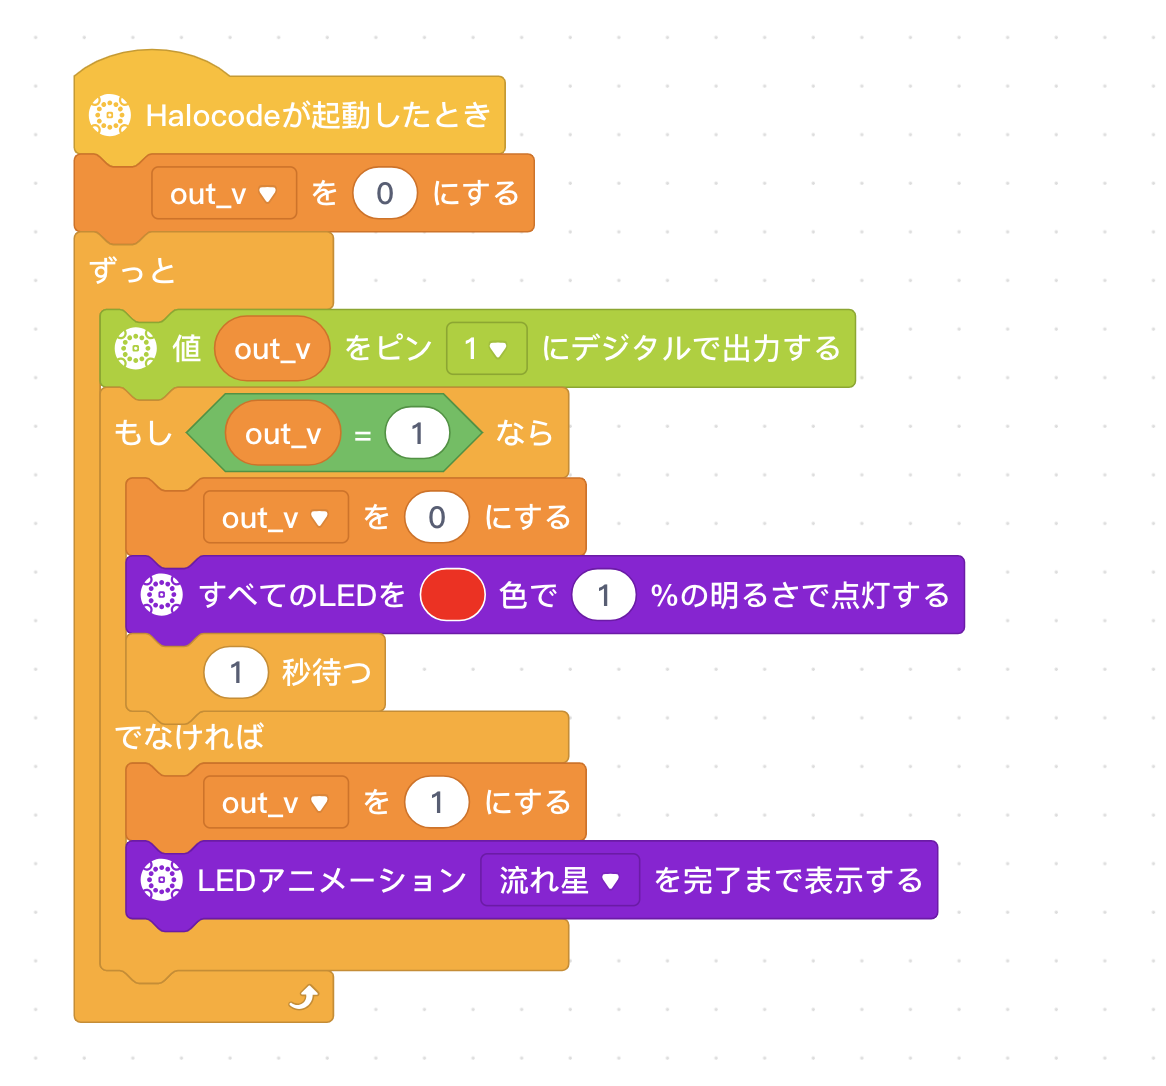 Halocodeが起動したとき
out_v を 0 にする
ずっと
値 out_v をピン 1 にデジタルで出力する
もし out_v = 1 なら
out_v を 0 にする
すべてのLEDを 色で 1 %の明るさで点灯する
1 秒待つ
でなければ
out_v を 1 にする
LEDアニメーション 流れ星 を完了まで表示する